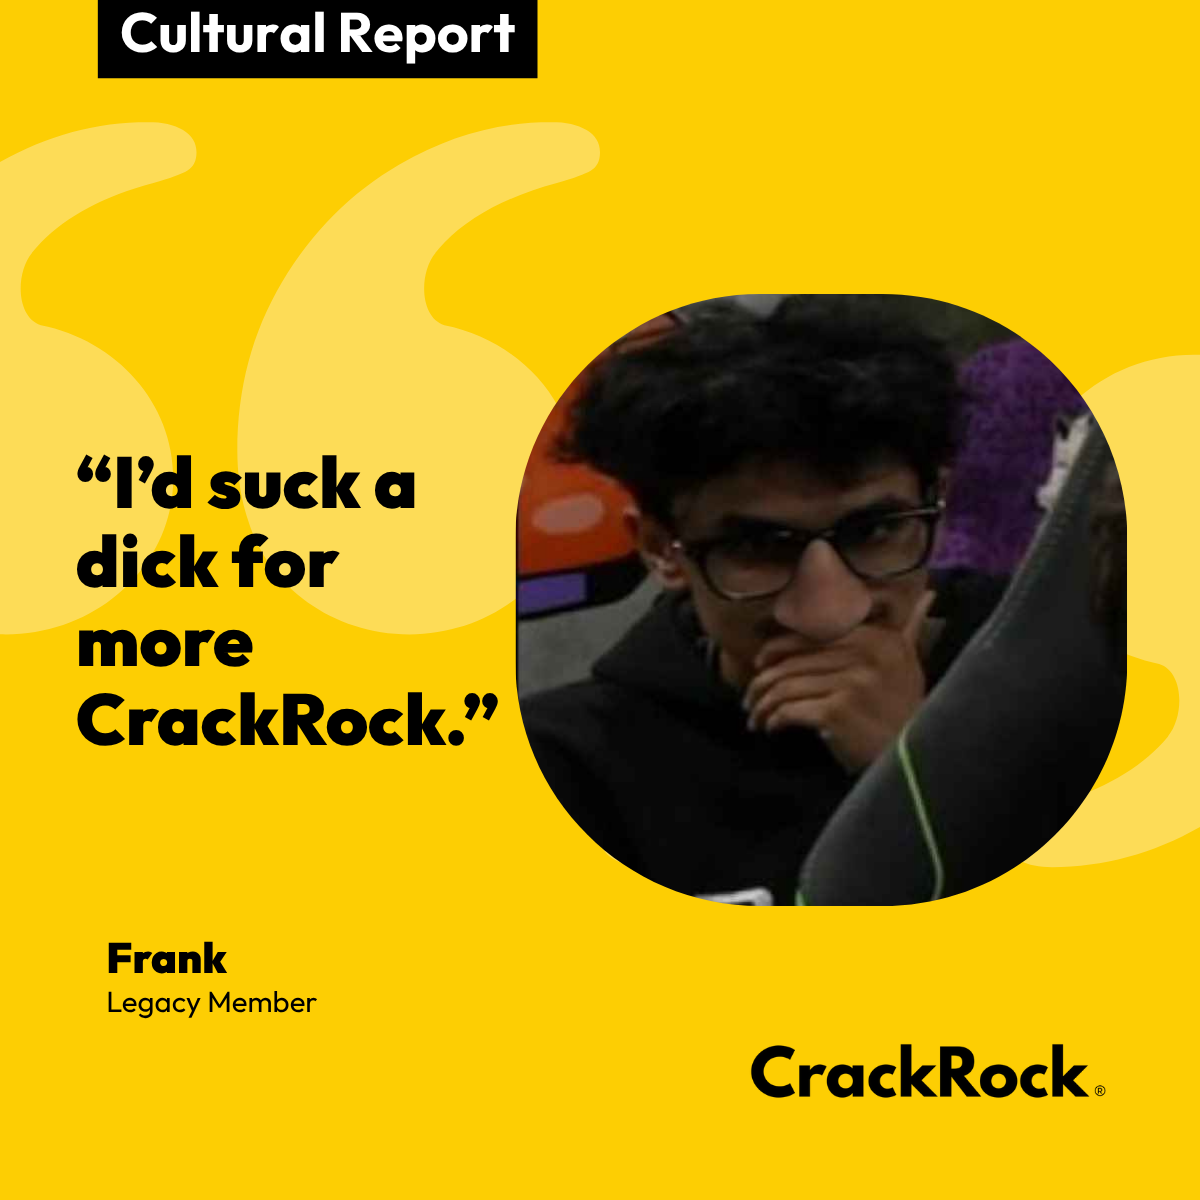 Cultural Report
“I’d suck a
dick for
more
CrackRock.”
Frank
Legacy Member
CrackRock®